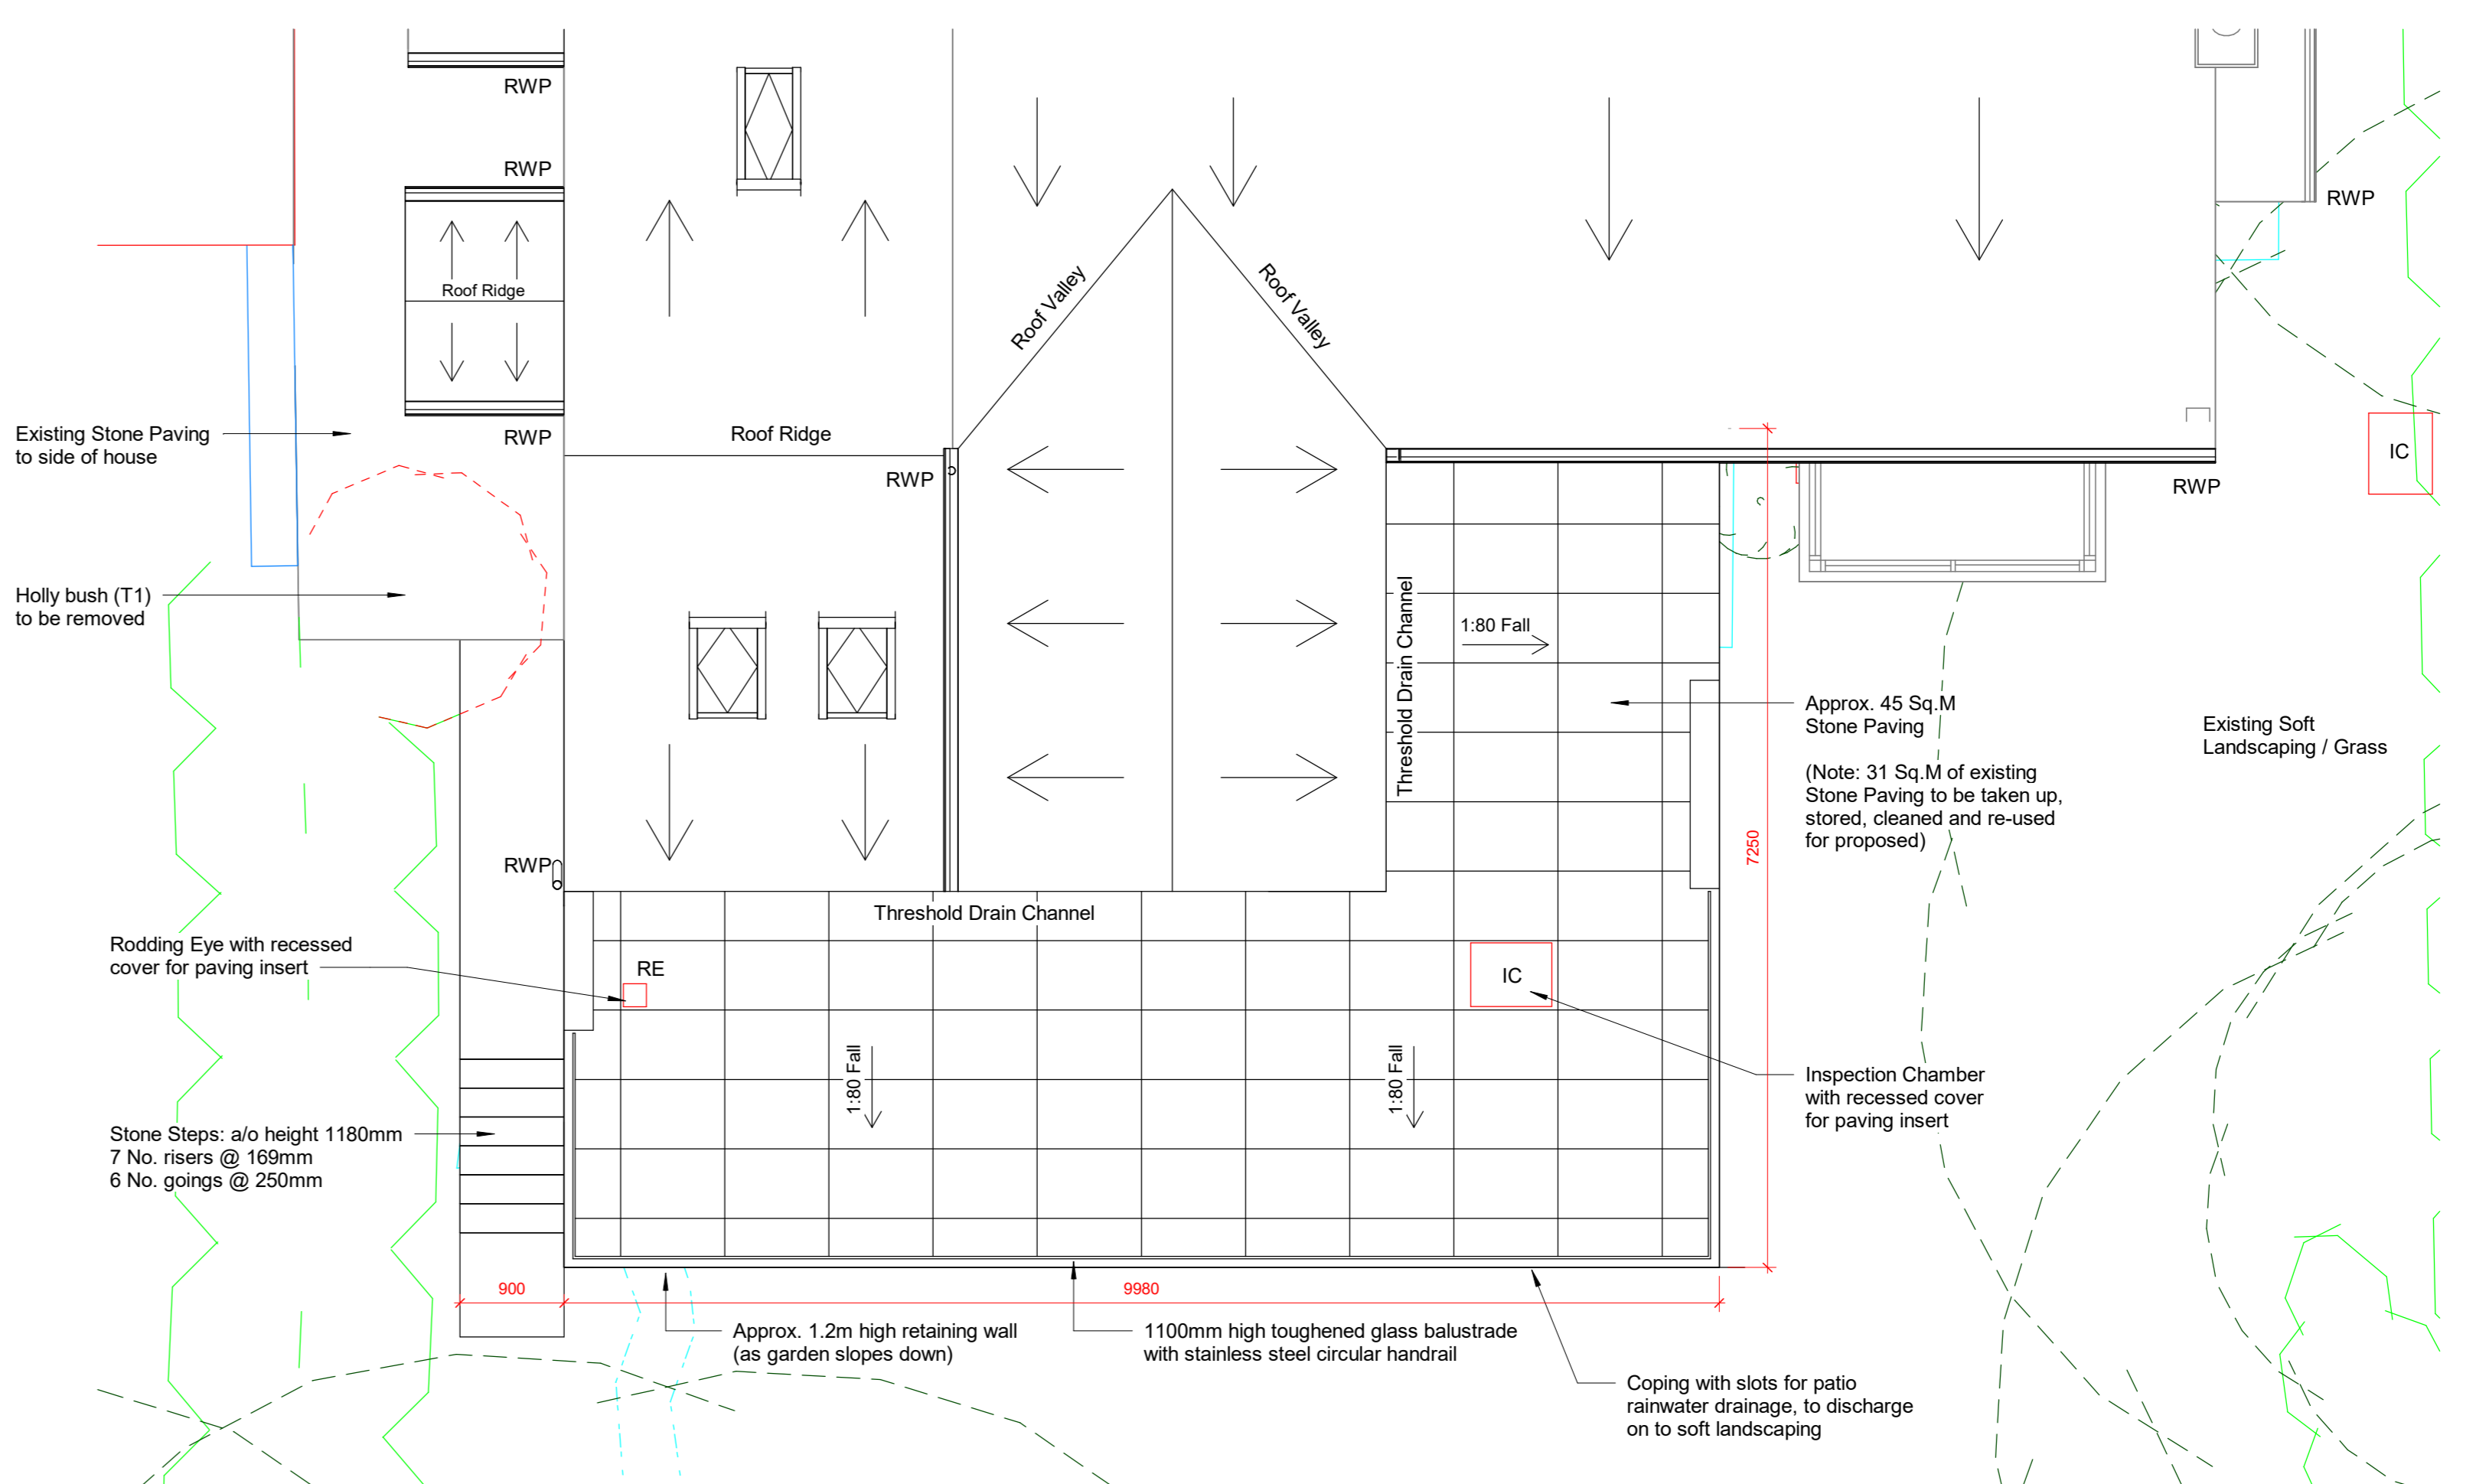 RWP
RWP
RWP
Roof Ridge
Roof Valley
Roof Valley
Existing Stone Paving
to side of house
RWP
Roof Ridge
RWP
RWP
IC
Holly bush (T1)
to be removed
Threshold Drain Channel
1:80 Fall
Approx. 45 Sq.M
Stone Paving
(Note: 31 Sq.M of existing
Stone Paving to be taken up,
stored, cleaned and re-used
for proposed)
Existing Soft
Landscaping / Grass
7250
RWP
Threshold Drain Channel
Rodding Eye with recessed
cover for paving insert
RE
IC
1:80 Fall
1:80 Fall
Inspection Chamber
with recessed cover
for paving insert
Stone Steps: a/o height 1180mm
7 No. risers @ 169mm
6 No. goings @ 250mm
900
9980
Approx. 1.2m high retaining wall
(as garden slopes down)
1100mm high toughened glass balustrade
with stainless steel circular handrail
Coping with slots for patio
rainwater drainage, to discharge
on to soft landscaping